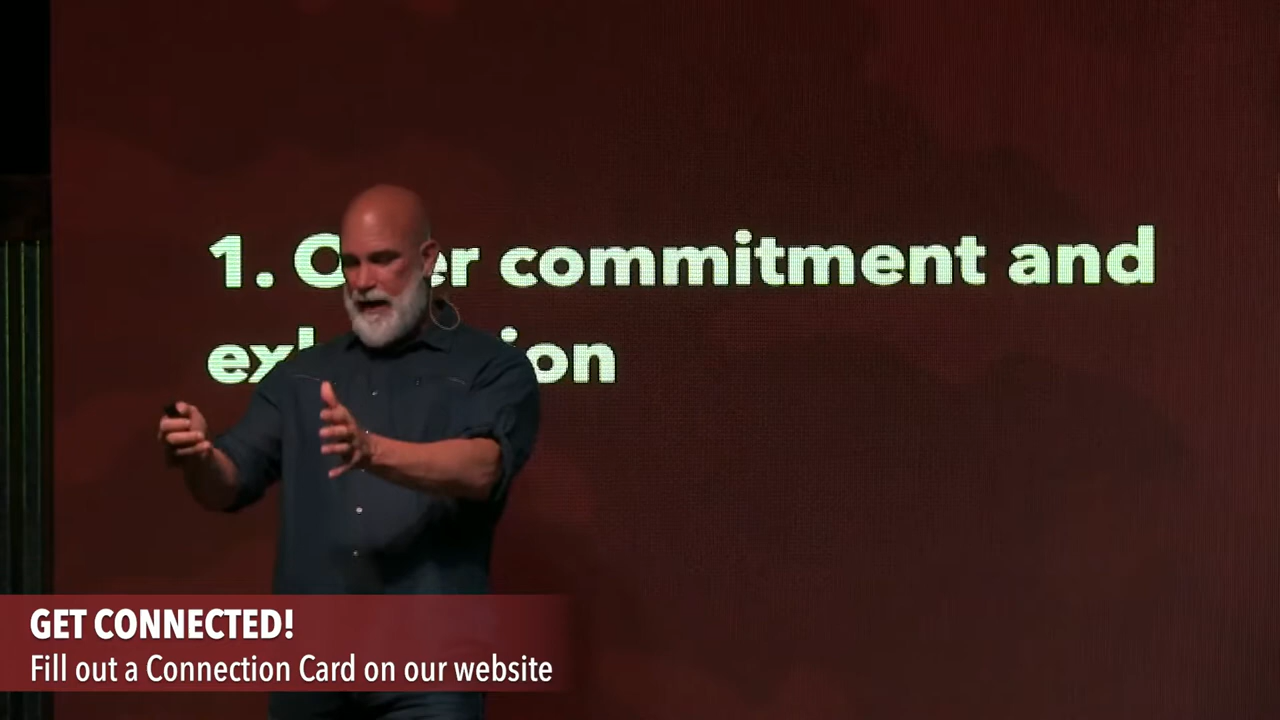 1. commitment and
GET CONNECTED!
Fill out a Connection Card on our website